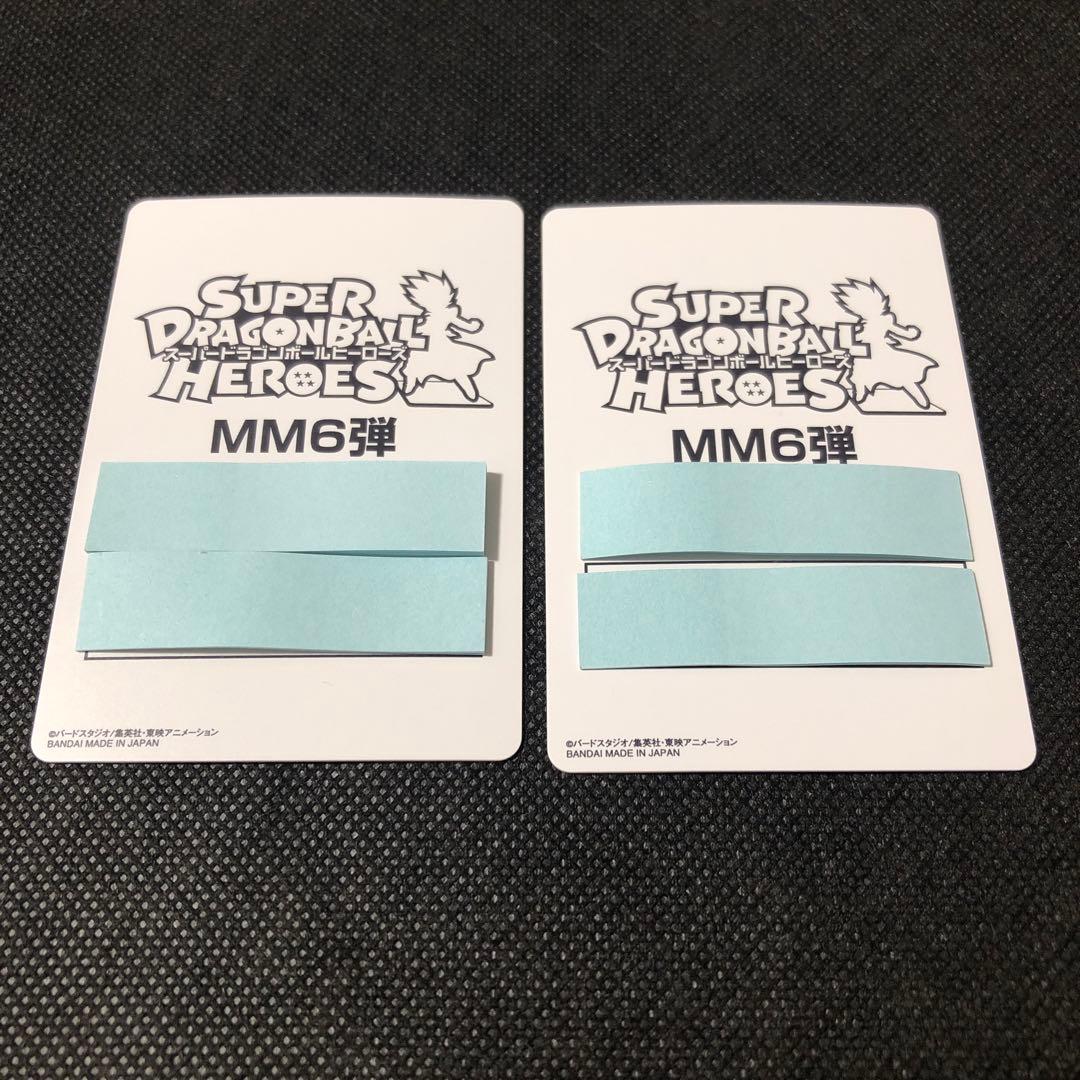 SUPER
DRAGONBALL
スーパードラゴンボールヒーローズ
HEROES
MM6弾
©バードスタジオ/集英社・東映アニメーション
BANDAI MADE IN JAPAN
SUPER
DRAGONBALL
スーパードラゴンボールヒーローズ
HEROES
MM6弾
©バードスタジオ/集英社・東映アニメーション
BANDAI MADE IN JAPAN